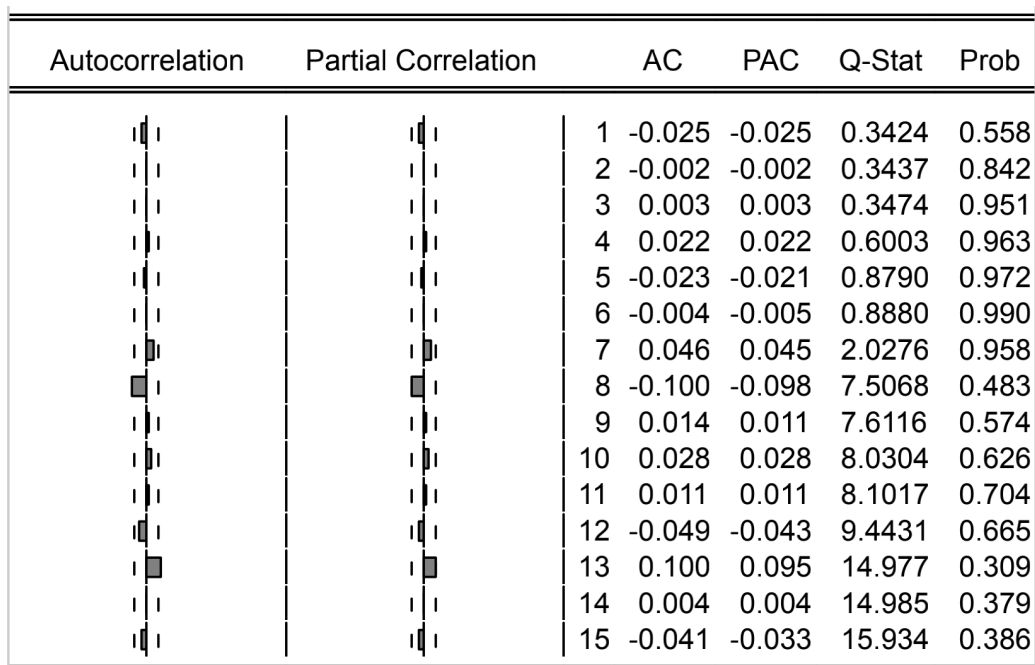 Autocorrelation Partial Correlation AC PAC Q-Stat Prob
1 -0.025 -0.025 0.3424 0.558
2 -0.002 -0.002 0.3437 0.842
3 0.003 0.003 0.3474 0.951
4 0.022 0.022 0.6003 0.963
5 -0.023 -0.021 0.8790 0.972
6 -0.004 -0.005 0.8880 0.990
7 0.046 0.045 2.0276 0.958
8 -0.100 -0.098 7.5068 0.483
9 0.014 0.011 7.6116 0.574
10 0.028 0.028 8.0304 0.626
11 0.011 0.011 8.1017 0.704
12 -0.049 -0.043 9.4431 0.665
13 0.100 0.095 14.977 0.309
14 0.004 0.004 14.985 0.379
15 -0.041 -0.033 15.934 0.386